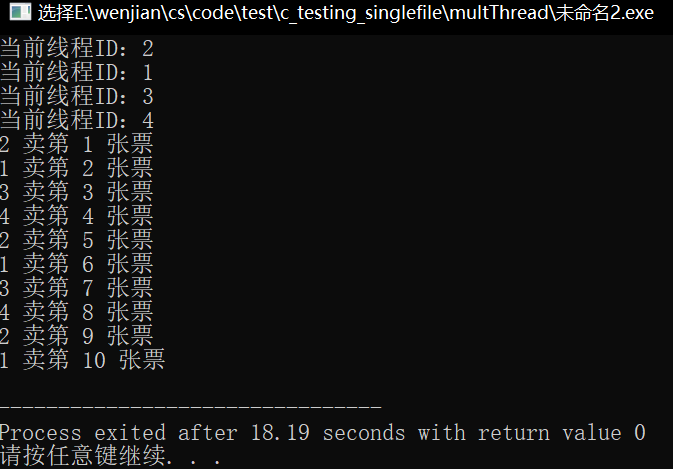 选择E:\wenjian\cs\code\test\c_testing_singlefile\multThread\未命名2.exe
当前线程ID：2
当前线程ID：1
当前线程ID：3
当前线程ID：4
2 卖第 1 张票
1 卖第 2 张票
3 卖第 3 张票
4 卖第 4 张票
2 卖第 5 张票
1 卖第 6 张票
3 卖第 7 张票
4 卖第 8 张票
2 卖第 9 张票
1 卖第 10 张票
--------------------------------
Process exited after 18.19 seconds with return value 0
请按任意键继续. . .